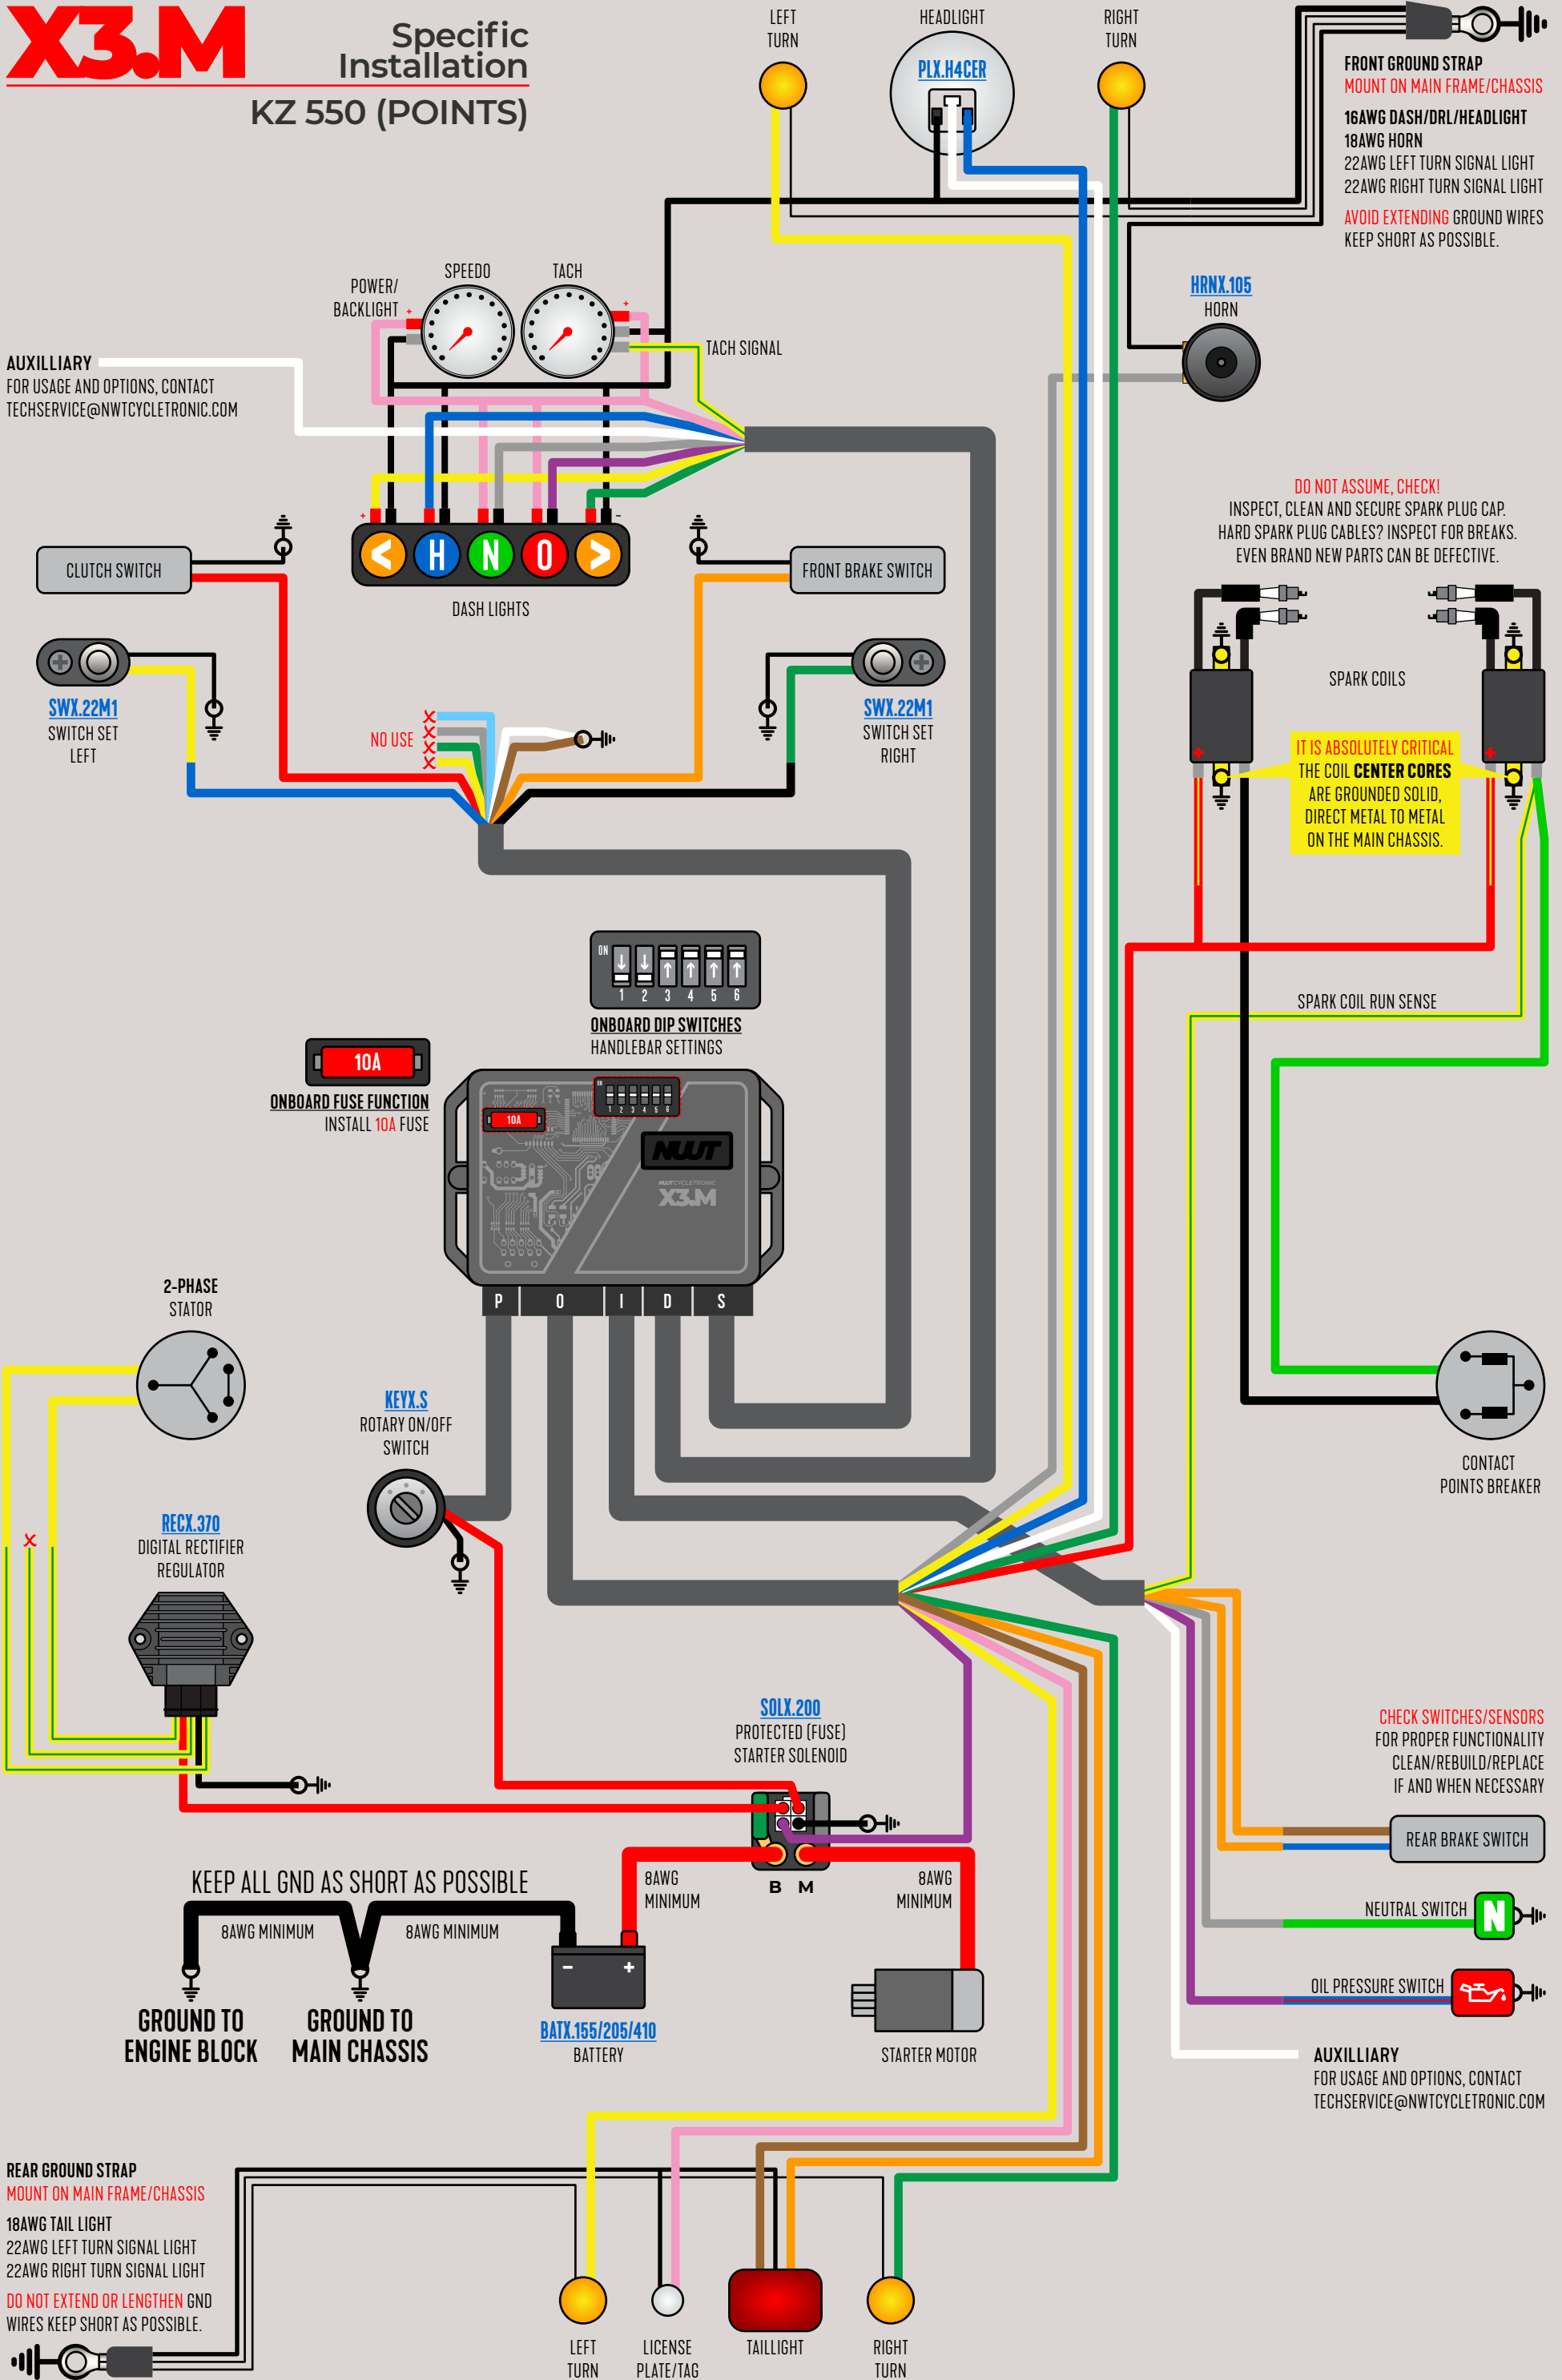 X3.M
Specific
Installation
KZ 550 (POINTS)
LEFT
TURN
HEADLIGHT
PLX.H4CER
RIGHT
TURN
FRONT GROUND STRAP
MOUNT ON MAIN FRAME/CHASSIS
16AWG DASH/DRL/HEADLIGHT
18AWG HORN
22AWG LEFT TURN SIGNAL LIGHT
22AWG RIGHT TURN SIGNAL LIGHT
AVOID EXTENDING GROUND WIRES
KEEP SHORT AS POSSIBLE.
HRNX.105
HORN
SPEEDO
TACH
POWER/
BACKLIGHT
+
+
TACH SIGNAL
AUXILLIARY
FOR USAGE AND OPTIONS, CONTACT
TECHSERVICE@NWTCYCLETRONIC.COM
+ −
< H N O >
DASH LIGHTS
CLUTCH SWITCH
FRONT BRAKE SWITCH
SWX.22M1
SWITCH SET
LEFT
NO USE
X
X
X
X
SWX.22M1
SWITCH SET
RIGHT
DO NOT ASSUME, CHECK!
INSPECT, CLEAN AND SECURE SPARK PLUG CAP.
HARD SPARK PLUG CABLES? INSPECT FOR BREAKS.
EVEN BRAND NEW PARTS CAN BE DEFECTIVE.
SPARK COILS
+ +
IT IS ABSOLUTELY CRITICAL
THE COIL CENTER CORES
ARE GROUNDED SOLID,
DIRECT METAL TO METAL
ON THE MAIN CHASSIS.
SPARK COIL RUN SENSE
ON
1 2 3 4 5 6
ONBOARD DIP SWITCHES
HANDLEBAR SETTINGS
10A
ONBOARD FUSE FUNCTION
INSTALL 10A FUSE
10A
ON
1 2 3 4 5 6
NWT
NWTCYCLETRONIC
X3.M
P O I D S
2-PHASE
STATOR
KEYX.S
ROTARY ON/OFF
SWITCH
CONTACT
POINTS BREAKER
X
RECX.370
DIGITAL RECTIFIER
REGULATOR
SOLX.200
PROTECTED (FUSE)
STARTER SOLENOID
B M
8AWG
MINIMUM
8AWG
MINIMUM
CHECK SWITCHES/SENSORS
FOR PROPER FUNCTIONALITY
CLEAN/REBUILD/REPLACE
IF AND WHEN NECESSARY
REAR BRAKE SWITCH
NEUTRAL SWITCH N
OIL PRESSURE SWITCH
AUXILLIARY
FOR USAGE AND OPTIONS, CONTACT
TECHSERVICE@NWTCYCLETRONIC.COM
KEEP ALL GND AS SHORT AS POSSIBLE
8AWG MINIMUM
8AWG MINIMUM
GROUND TO
ENGINE BLOCK
GROUND TO
MAIN CHASSIS
− +
BATX.155/205/410
BATTERY
STARTER MOTOR
REAR GROUND STRAP
MOUNT ON MAIN FRAME/CHASSIS
18AWG TAIL LIGHT
22AWG LEFT TURN SIGNAL LIGHT
22AWG RIGHT TURN SIGNAL LIGHT
DO NOT EXTEND OR LENGTHEN GND
WIRES KEEP SHORT AS POSSIBLE.
LEFT
TURN
LICENSE
PLATE/TAG
TAILLIGHT
RIGHT
TURN